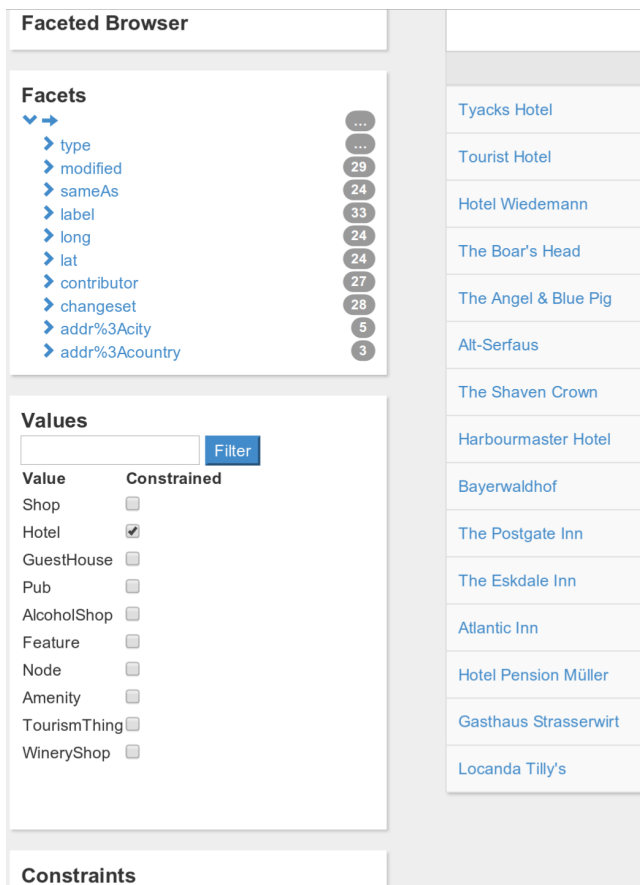 Faceted Browser
Facets
...
type ...
modified 29
sameAs 24
label 33
long 24
lat 24
contributor 27
changeset 28
addr%3Acity 5
addr%3Acountry 3
Values
Filter
Value Constrained
Shop
Hotel
GuestHouse
Pub
AlcoholShop
Feature
Node
Amenity
TourismThing
WineryShop
Constraints
Tyacks Hotel
Tourist Hotel
Hotel Wiedemann
The Boar's Head
The Angel & Blue Pig
Alt-Serfaus
The Shaven Crown
Harbourmaster Hotel
Bayerwaldhof
The Postgate Inn
The Eskdale Inn
Atlantic Inn
Hotel Pension Müller
Gasthaus Strasserwirt
Locanda Tilly's